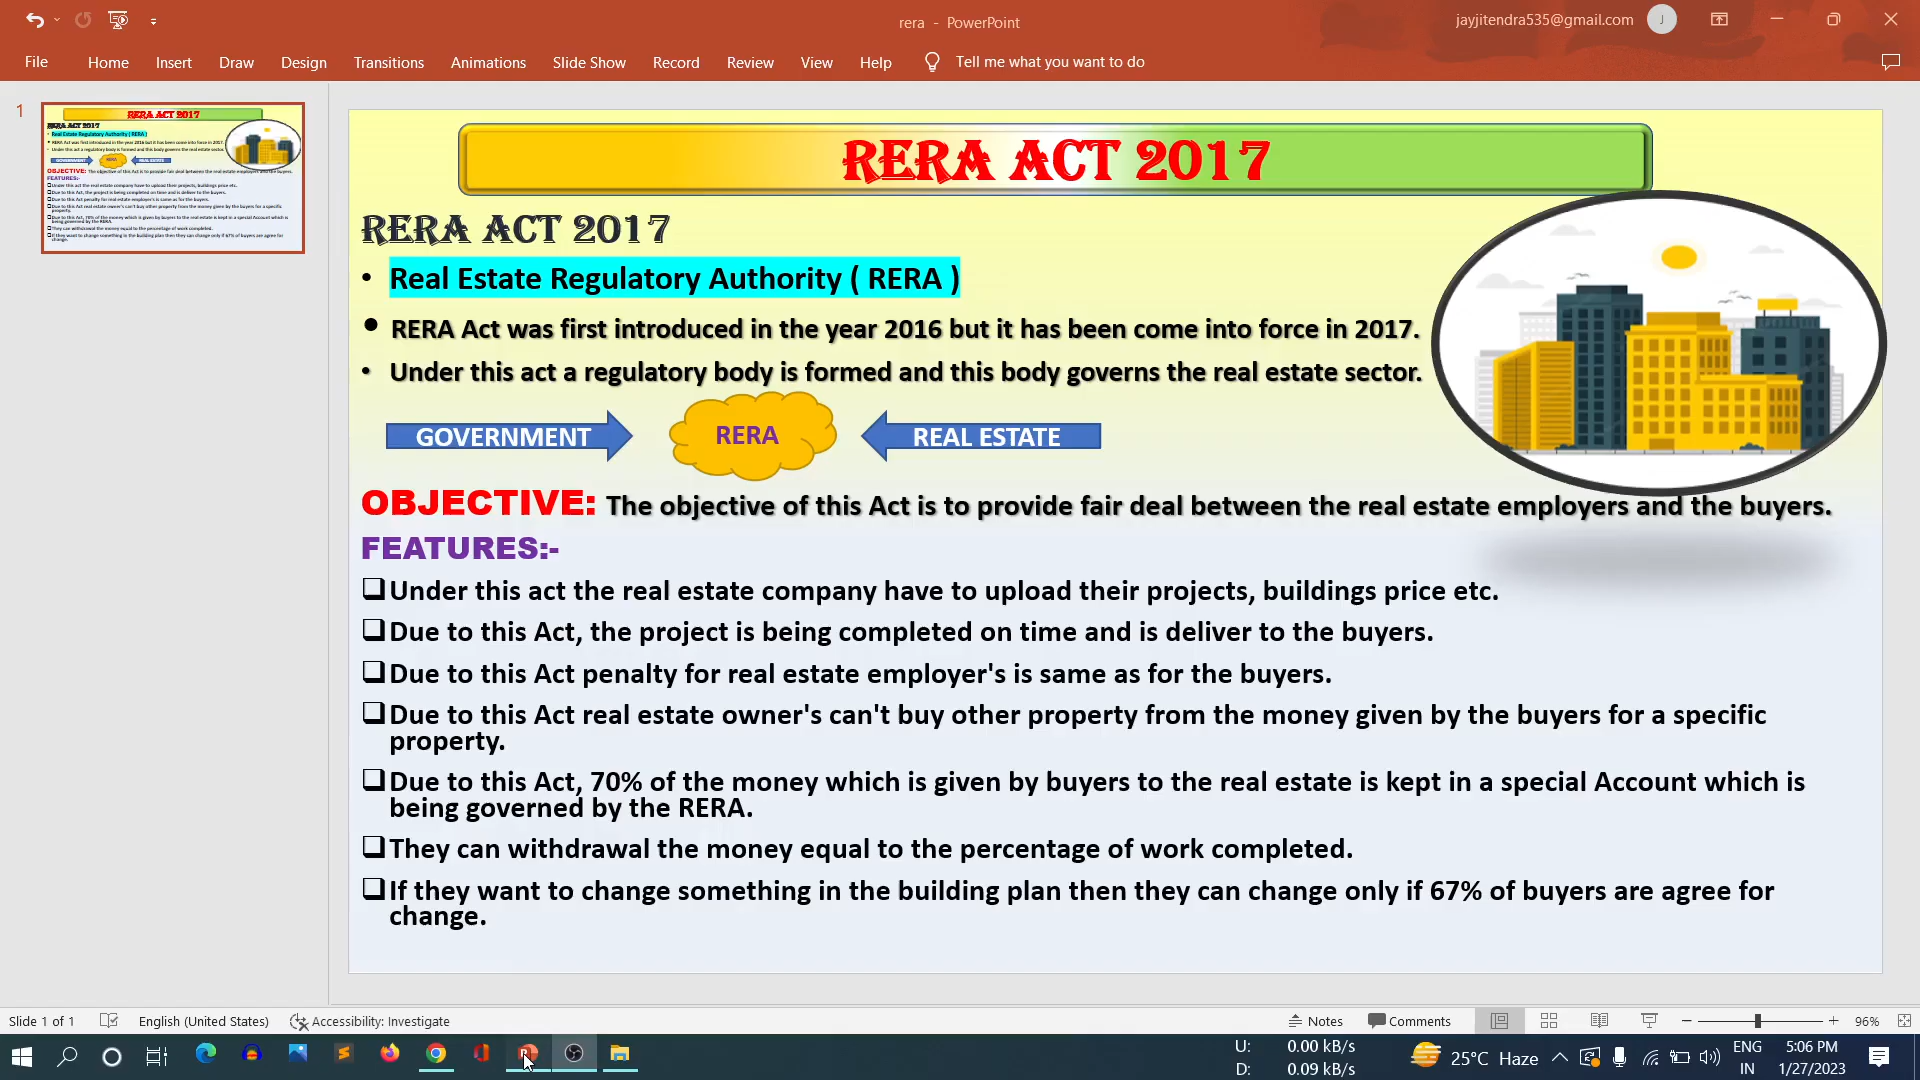 rera - PowerPoint
jayjitendra535@gmail.com
J
File Home Insert Draw Design Transitions Animations Slide Show Record Review View Help Tell me what you want to do
1
RERA ACT 2017
RERA ACT 2017
• Real Estate Regulatory Authority ( RERA )
• RERA Act was first introduced in the year 2016 but it has been come into force in 2017.
• Under this act a regulatory body is formed and this body governs the real estate sector.
GOVERNMENT RERA REAL ESTATE
OBJECTIVE: The objective of this Act is to provide fair deal between the real estate employers and the buyers.
FEATURES:-
❑Under this act the real estate company have to upload their projects, buildings price etc.
❑Due to this Act, the project is being completed on time and is deliver to the buyers.
❑Due to this Act penalty for real estate employer's is same as for the buyers.
❑Due to this Act real estate owner's can't buy other property from the money given by the buyers for a specific
property.
❑Due to this Act, 70% of the money which is given by buyers to the real estate is kept in a special Account which is
being governed by the RERA.
❑They can withdrawal the money equal to the percentage of work completed.
❑If they want to change something in the building plan then they can change only if 67% of buyers are agree for
change.
Slide 1 of 1 English (United States) Accessibility: Investigate Notes Comments 96%
U: 0.00 kB/s
D: 0.09 kB/s
25°C Haze
ENG
IN
5:06 PM
1/27/2023